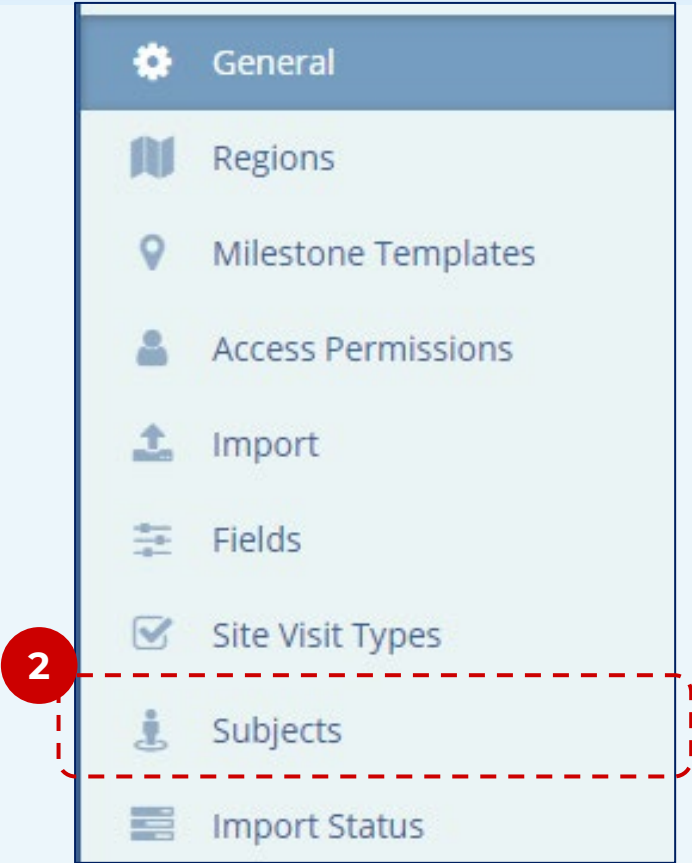 General
Regions
Milestone Templates
Access Permissions
Import
Fields
Site Visit Types
2
Subjects
Import Status